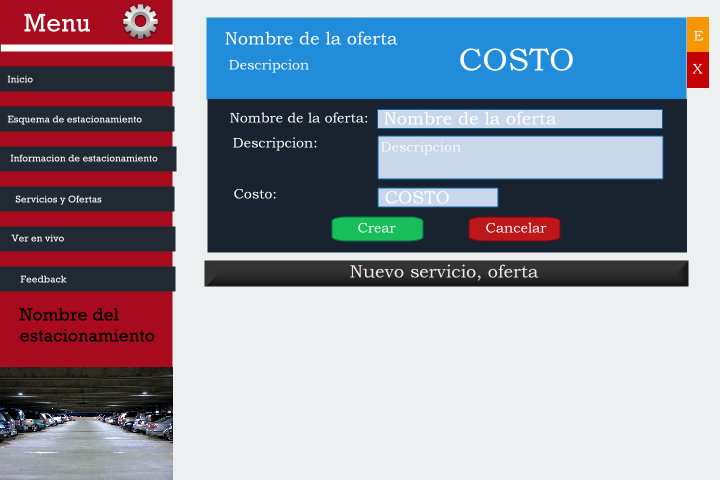 Menu
Inicio
Esquema de estacionamiento
Informacion de estacionamiento
Servicios y Ofertas
Ver en vivo
Feedback
Nombre del
estacionamiento
Nombre de la oferta
Descripcion
COSTO
E
X
Nombre de la oferta: Nombre de la oferta
Descripcion: Descripcion
Costo: COSTO
Crear Cancelar
Nuevo servicio, oferta